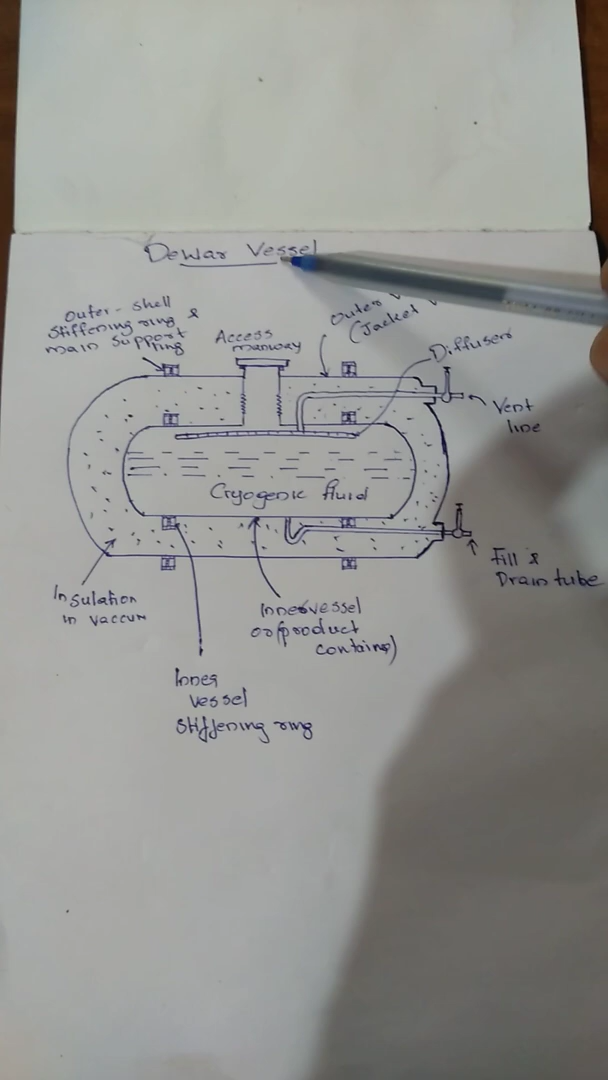 Dewar Vessel
Outer-shell
Stiffening ring &
main support
ring
Access
manway
Outer
(Jacket
Diffuser
Vent
line
Cryogenic fluid
Fill &
Drain tube
Insulation
in vaccum
Inner vessel
or (product
container)
Inner
vessel
Stiffening ring